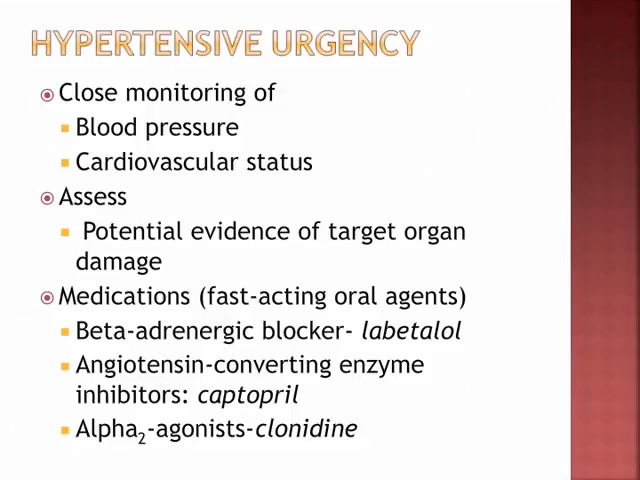 HYPERTENSIVE URGENCY
Close monitoring of
Blood pressure
Cardiovascular status
Assess
Potential evidence of target organ
damage
Medications (fast-acting oral agents)
Beta-adrenergic blocker- labetalol
Angiotensin-converting enzyme
inhibitors: captopril
Alpha2-agonists-clonidine